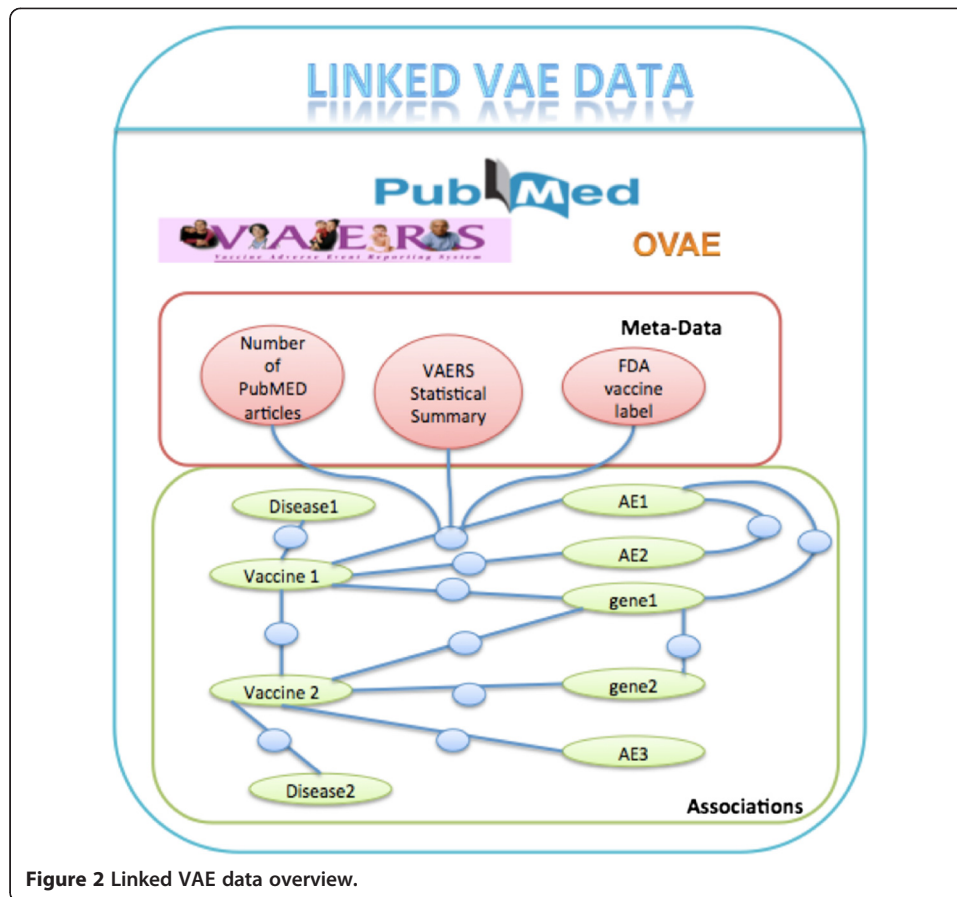 LINKED VAE DATA
PubMed
VAERS
Vaccine Adverse Event Reporting System
OVAE
Meta-Data
Number
of
PubMED
articles
VAERS
Statistical
Summary
FDA
vaccine
label
Disease1
AE1
AE2
Vaccine 1
gene1
Vaccine 2
gene2
AE3
Disease2
Associations
Figure 2 Linked VAE data overview.